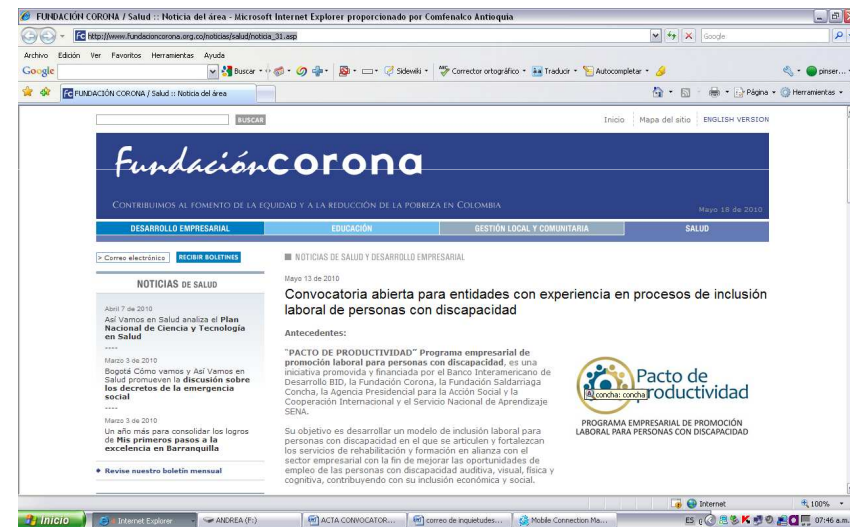 FUNDACIÓN CORONA / Salud :: Noticia del área - Microsoft Internet Explorer proporcionado por Comfenalco Antioquia
http://www.fundacioncorona.org.co/noticias/salud/noticia_31.asp
Google
Archivo Edición Ver Favoritos Herramientas Ayuda
Google Buscar Sidewiki Corrector ortográfico Traducir Autocompletar pinser...
FUNDACIÓN CORONA / Salud :: Noticia del área Página Herramientas
BUSCAR Inicio Mapa del sitio ENGLISH VERSION
Fundación corona
CONTRIBUIMOS AL FOMENTO DE LA EQUIDAD Y A LA REDUCCIÓN DE LA POBREZA EN COLOMBIA
Mayo 18 de 2010
DESARROLLO EMPRESARIAL EDUCACIÓN GESTIÓN LOCAL Y COMUNITARIA SALUD
> Correo electrónico RECIBIR BOLETINES
NOTICIAS DE SALUD
Abril 7 de 2010
Así Vamos en Salud analiza el Plan
Nacional de Ciencia y Tecnología
en Salud
----
Marzo 3 de 2010
Bogotá Cómo vamos y Así Vamos en
Salud promueven la discusión sobre
los decretos de la emergencia
social
----
Marzo 3 de 2010
Un año más para consolidar los logros
de Mis primeros pasos a la
excelencia en Barranquilla
Revise nuestro boletín mensual
NOTICIAS DE SALUD Y DESARROLLO EMPRESARIAL
Mayo 13 de 2010
Convocatoria abierta para entidades con experiencia en procesos de inclusión
laboral de personas con discapacidad
Antecedentes:
"PACTO DE PRODUCTIVIDAD" Programa empresarial de
promoción laboral para personas con discapacidad, es una
iniciativa promovida y financiada por el Banco Interamericano de
Desarrollo BID, la Fundación Corona, la Fundación Saldarriaga
Concha, la Agencia Presidencial para la Acción Social y la
Cooperación Internacional y el Servicio Nacional de Aprendizaje
SENA.
Su objetivo es desarrollar un modelo de inclusión laboral para
personas con discapacidad en el que se articulen y fortalezcan
los servicios de rehabilitación y formación en alianza con el
sector empresarial con la fin de mejorar las oportunidades de
empleo de las personas con discapacidad auditiva, visual, física y
cognitiva, contribuyendo con su inclusión económica y social.
Pacto de
productividad
concha: concha
PROGRAMA EMPRESARIAL DE PROMOCIÓN
LABORAL PARA PERSONAS CON DISCAPACIDAD
Internet 100%
Inicio Internet Explorer ANDREA (F:) ACTA CONVOCATOR... correo de inquietudes... Mobile Connection Ma... ES 07:46 a.m.